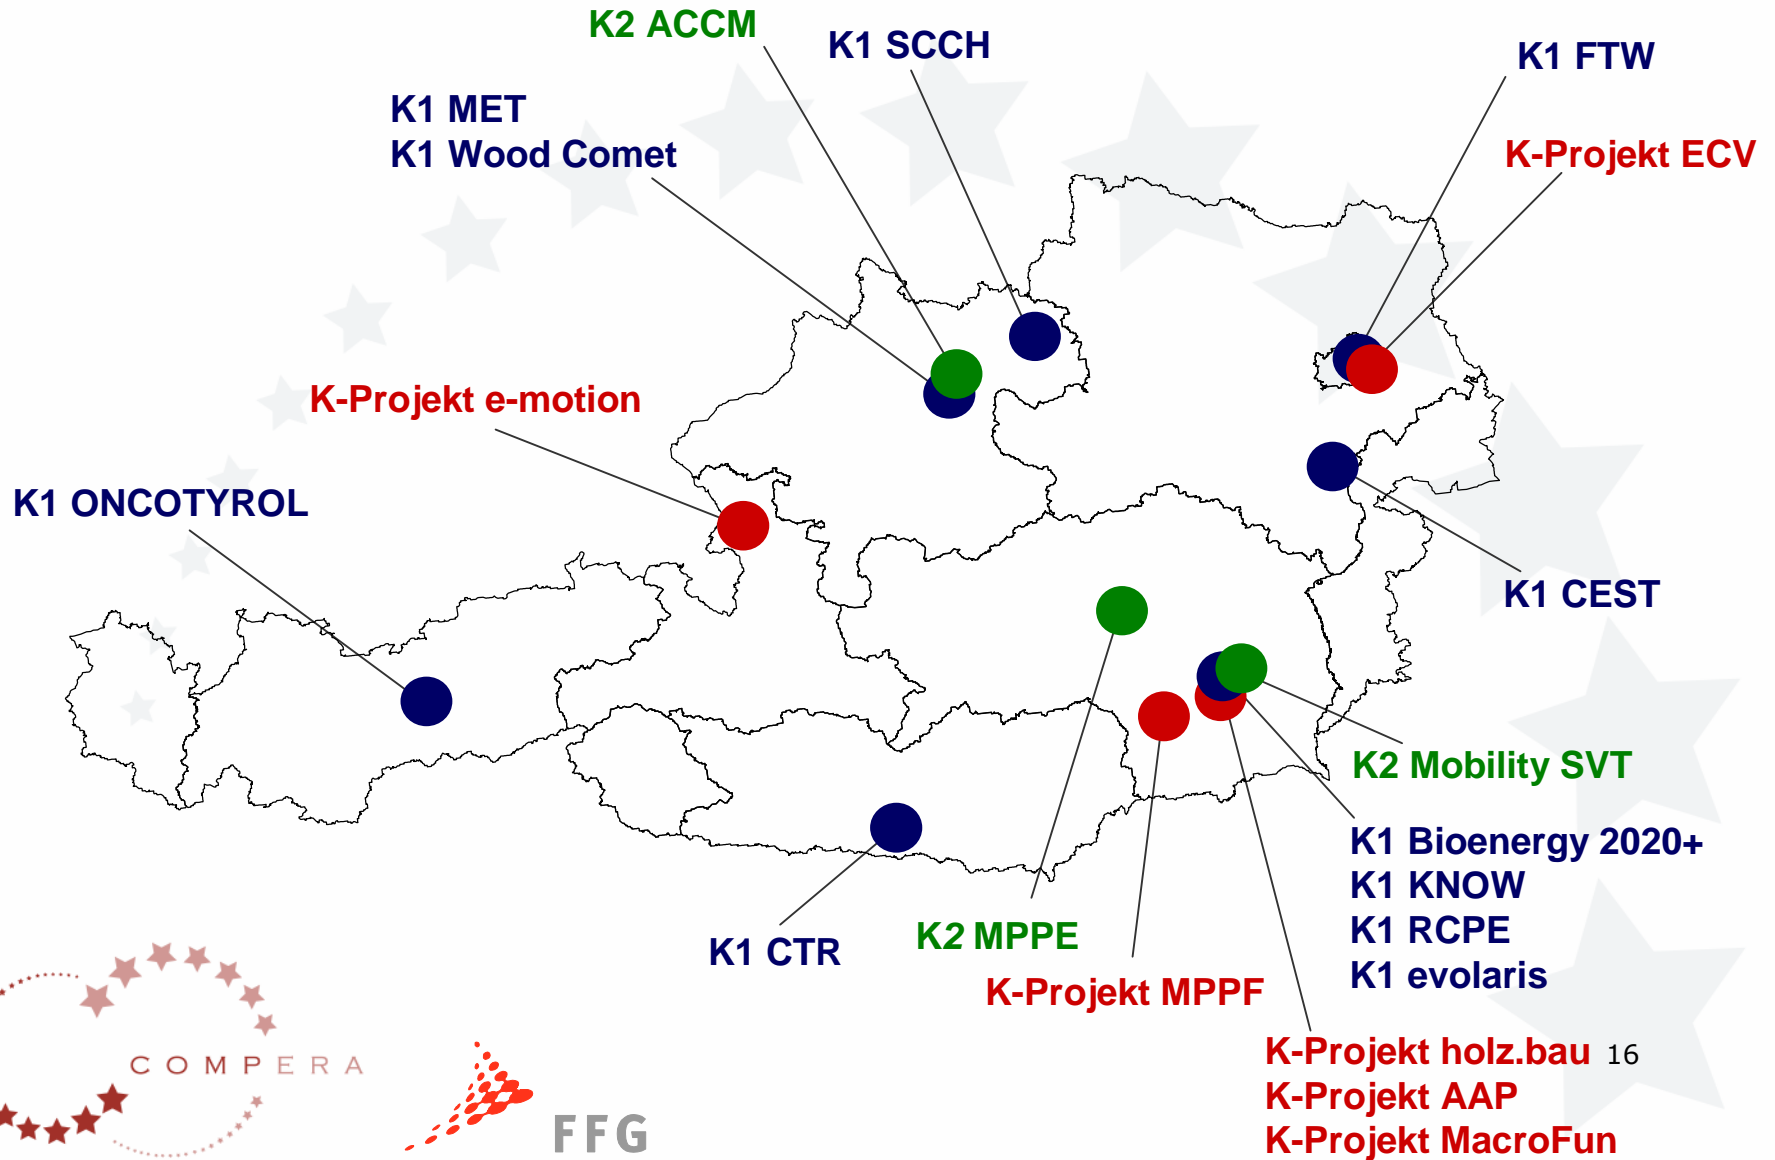 K2 ACCM
K1 SCCH
K1 FTW
K1 MET
K1 Wood Comet
K-Projekt ECV
K-Projekt e-motion
K1 ONCOTYROL
K1 CEST
K2 Mobility SVT
K1 Bioenergy 2020+
K1 KNOW
K1 RCPE
K1 evolaris
K1 CTR
K2 MPPE
K-Projekt MPPF
K-Projekt holz.bau
16
K-Projekt AAP
K-Projekt MacroFun
COMPERA
FFG